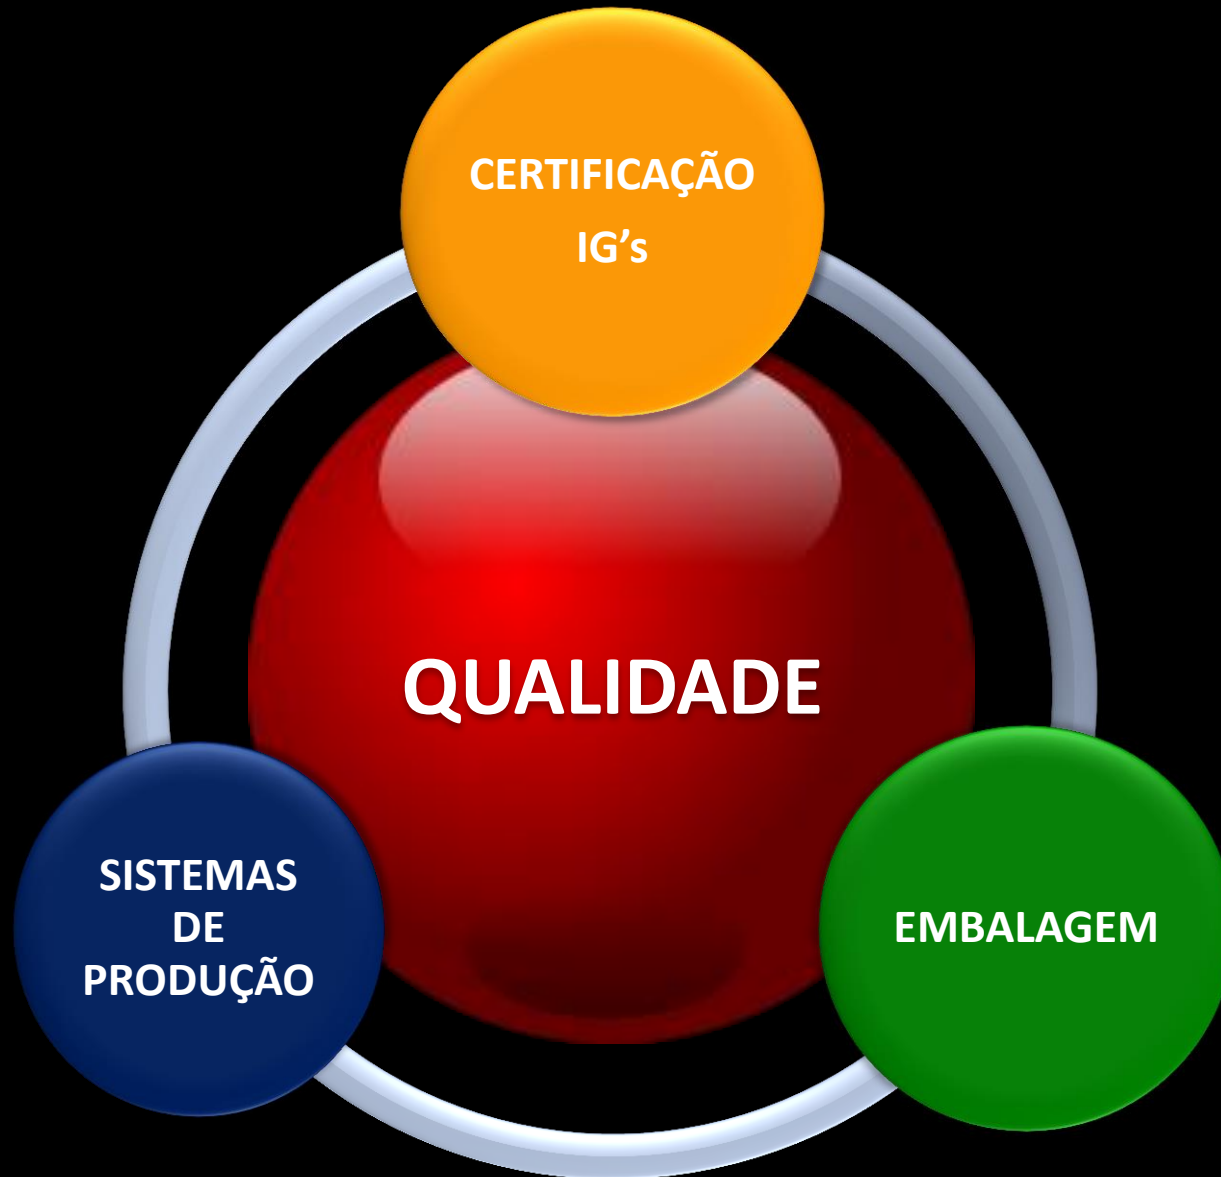 CERTIFICAÇÃO
IG’s
QUALIDADE
SISTEMAS
DE
PRODUÇÃO
EMBALAGEM